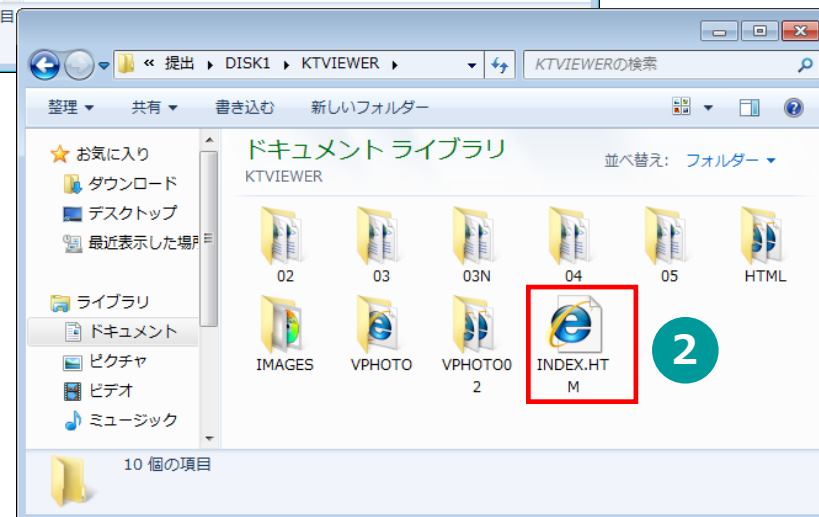 目
« 提出 ▸ DISK1 ▸ KTVIEWER ▸
KTVIEWERの検索
整理 ▼ 共有 ▼ 書き込む 新しいフォルダー
お気に入り
ダウンロード
デスクトップ
最近表示した場所
ライブラリ
ドキュメント
ピクチャ
ビデオ
ミュージック
ドキュメント ライブラリ
KTVIEWER
並べ替え: フォルダー ▼
02 03 03N 04 05 HTML
IMAGES VPHOTO VPHOTO0
2
INDEX.HT
M
2
10 個の項目